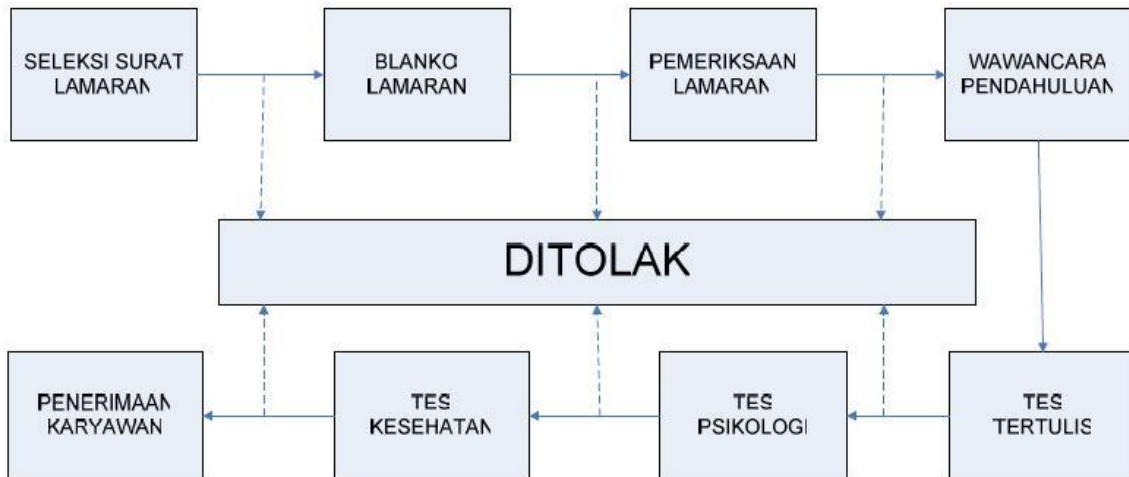 SELEKSI SURAT
LAMARAN
BLANKO
LAMARAN
PEMERIKSAAN
LAMARAN
WAWANCARA
PENDAHULUAN
DITOLAK
PENERIMAAN
KARYAWAN
TES
KESEHATAN
TES
PSIKOLOGI
TES
TERTULIS